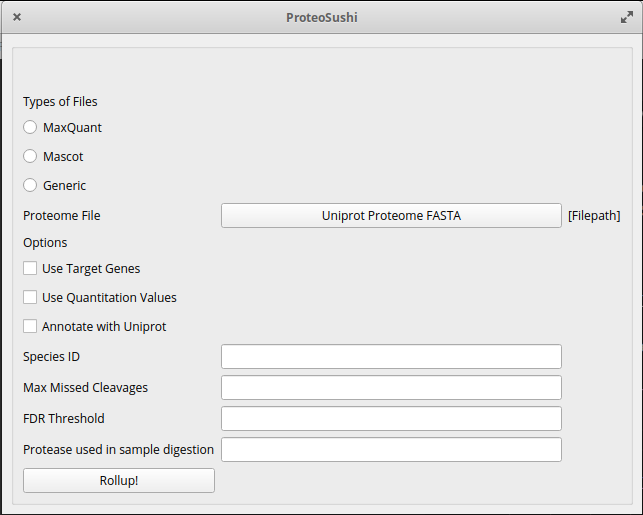 ProteoSushi
Types of Files
MaxQuant
Mascot
Generic
Proteome File Uniprot Proteome FASTA [Filepath]
Options
Use Target Genes
Use Quantitation Values
Annotate with Uniprot
Species ID
Max Missed Cleavages
FDR Threshold
Protease used in sample digestion
Rollup!